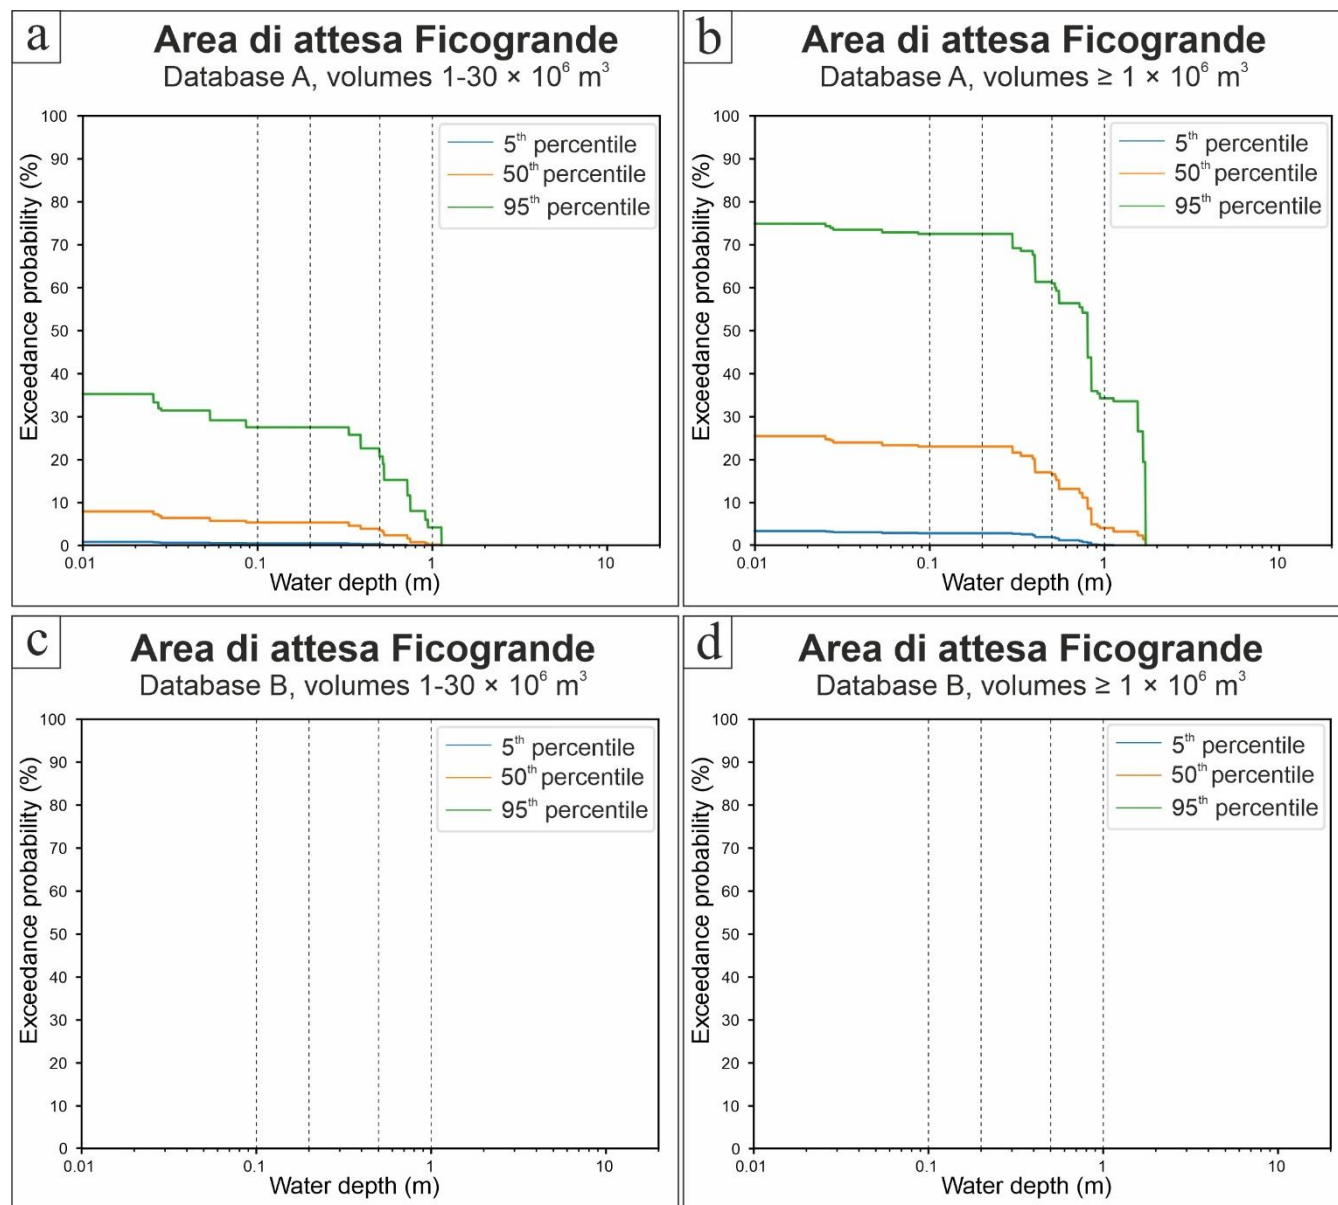 a
Area di attesa Ficogrande
Database A, volumes 1-30 × 10⁶ m³
Exceedance probability (%)
100
90
80
70
60
50
40
30
20
10
0
5th percentile
50th percentile
95th percentile
0.01
0.1
1
10
Water depth (m)
b
Area di attesa Ficogrande
Database A, volumes ≥ 1 × 10⁶ m³
Exceedance probability (%)
100
90
80
70
60
50
40
30
20
10
0
5th percentile
50th percentile
95th percentile
0.01
0.1
1
10
Water depth (m)
c
Area di attesa Ficogrande
Database B, volumes 1-30 × 10⁶ m³
Exceedance probability (%)
100
90
80
70
60
50
40
30
20
10
0
5th percentile
50th percentile
95th percentile
0.01
0.1
1
10
Water depth (m)
d
Area di attesa Ficogrande
Database B, volumes ≥ 1 × 10⁶ m³
Exceedance probability (%)
100
90
80
70
60
50
40
30
20
10
0
5th percentile
50th percentile
95th percentile
0.01
0.1
1
10
Water depth (m)